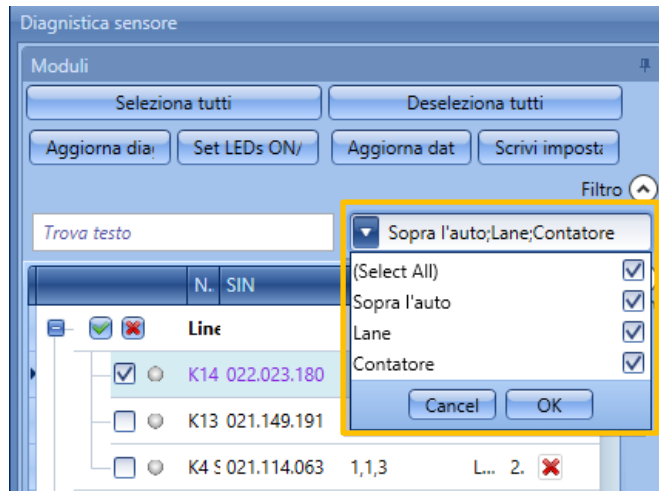 Diagnistica sensore
Moduli
Seleziona tutti
Deseleziona tutti
Aggiorna dia
Set LEDs ON/
Aggiorna dat
Scrivi imposta
Filtro
Trova testo
Sopra l'auto;Lane;Contatore
(Select All)
Sopra l'auto
Lane
Contatore
Cancel
OK
N.. SIN
Line
K14 022.023.180
K13 021.149.191
K4 S 021.114.063 1,1,3 L... 2.